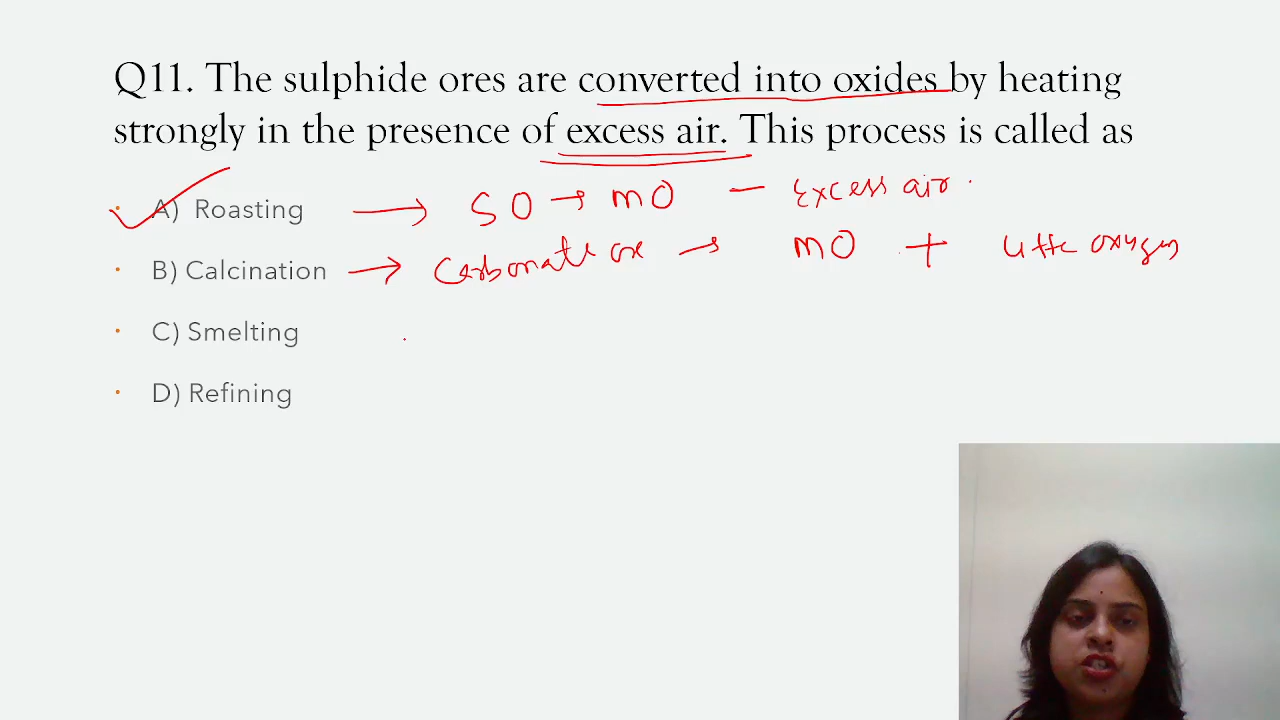 Q11. The sulphide ores are converted into oxides by heating
strongly in the presence of excess air. This process is called as
• A) Roasting → SO → MO – Excess air.
• B) Calcination → Carbonate ore → MO + little oxygen
• C) Smelting
• D) Refining